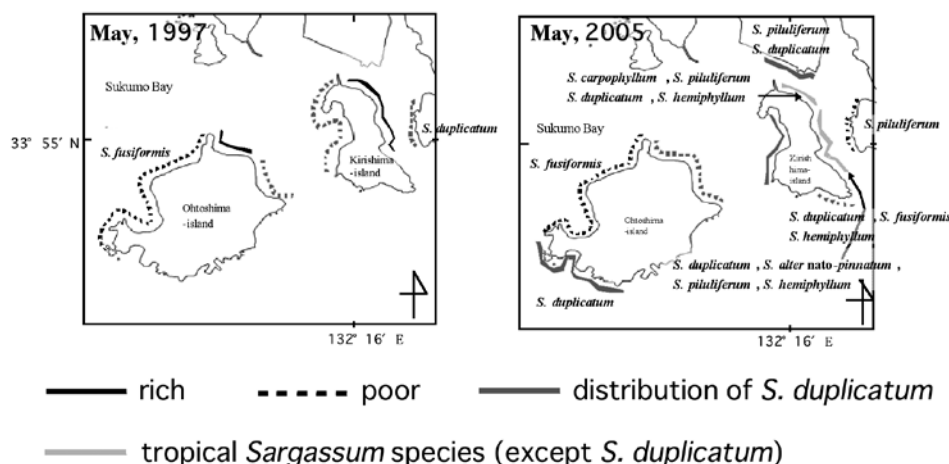 May, 1997
Sukumo Bay
33° 55′ N
S. duplicatum
S. fusiformis
Kirishima
-island
Ohtoshima
-island
132° 16′ E
May, 2005
S. piluliferum
S. duplicatum
S. carpophyllum , S. piluliferum
S. duplicatum , S. hemiphyllum
Sukumo Bay
S. piluliferum
S. fusiformis
Kirish
hima-
island
Ohtoshima
-island
S. duplicatum , S. fusiformis
S. hemiphyllum
S. duplicatum , S. alter nato-pinnatum ,
S. piluliferum , S. hemiphyllum
S. duplicatum
132° 16′ E
rich
poor
distribution of S. duplicatum
tropical Sargassum species (except S. duplicatum)